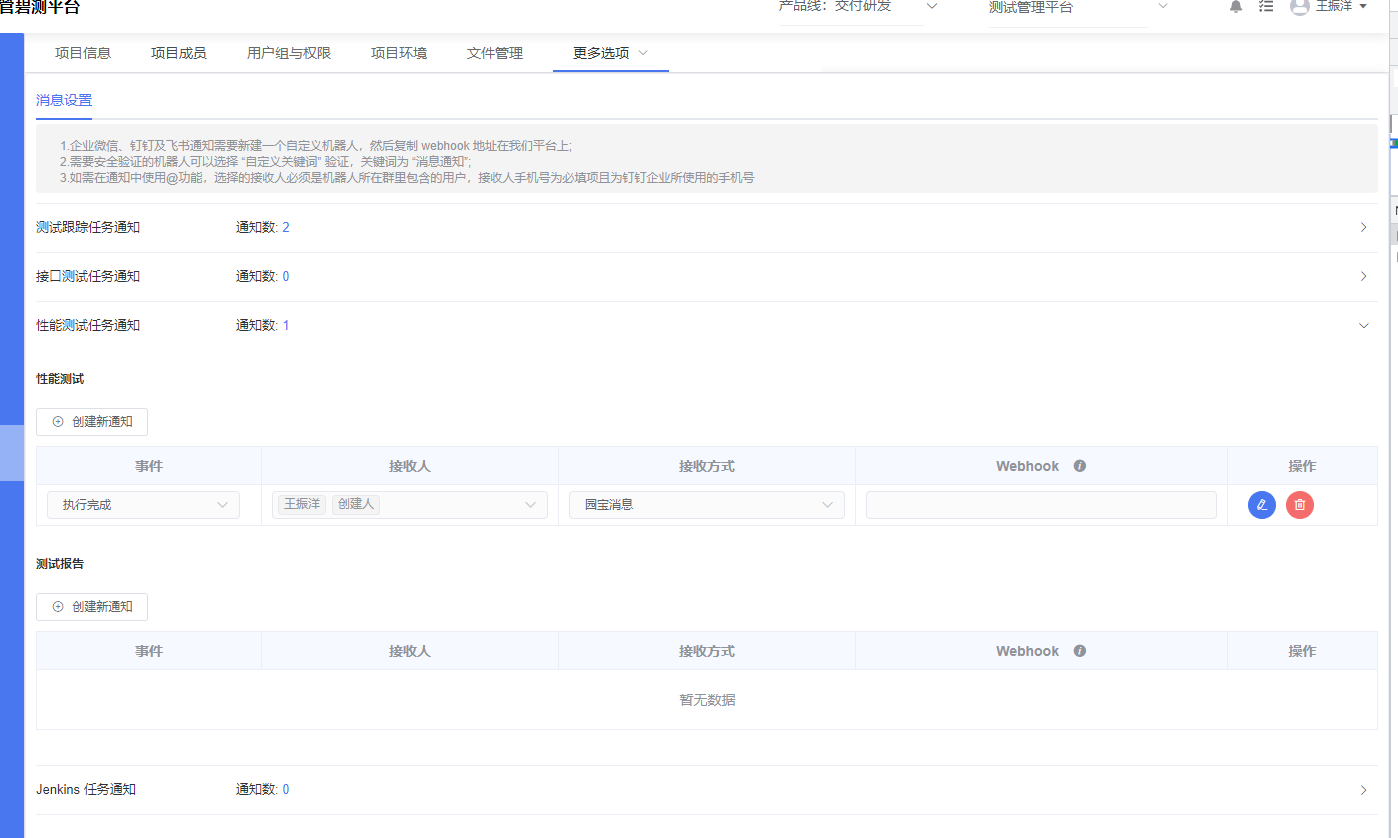 管碧测平台
产品线: 交付研发
测试管理平台
王振洋
项目信息
项目成员
用户组与权限
项目环境
文件管理
更多选项
消息设置
1.企业微信、钉钉及飞书通知需要新建一个自定义机器人，然后复制 webhook 地址在我们平台上;
2.需要安全验证的机器人可以选择 “自定义关键词” 验证，关键词为 “消息通知”;
3.如需在通知中使用@功能，选择的接收人必须是机器人所在群里包含的用户，接收人手机号为必填项且为钉钉企业所使用的手机号
测试跟踪任务通知 通知数: 2
接口测试任务通知 通知数: 0
性能测试任务通知 通知数: 1
性能测试
创建新通知
事件 接收人 接收方式 Webhook 操作
执行完成 王振洋 创建人 园宝消息
测试报告
创建新通知
事件 接收人 接收方式 Webhook 操作
暂无数据
Jenkins 任务通知 通知数: 0